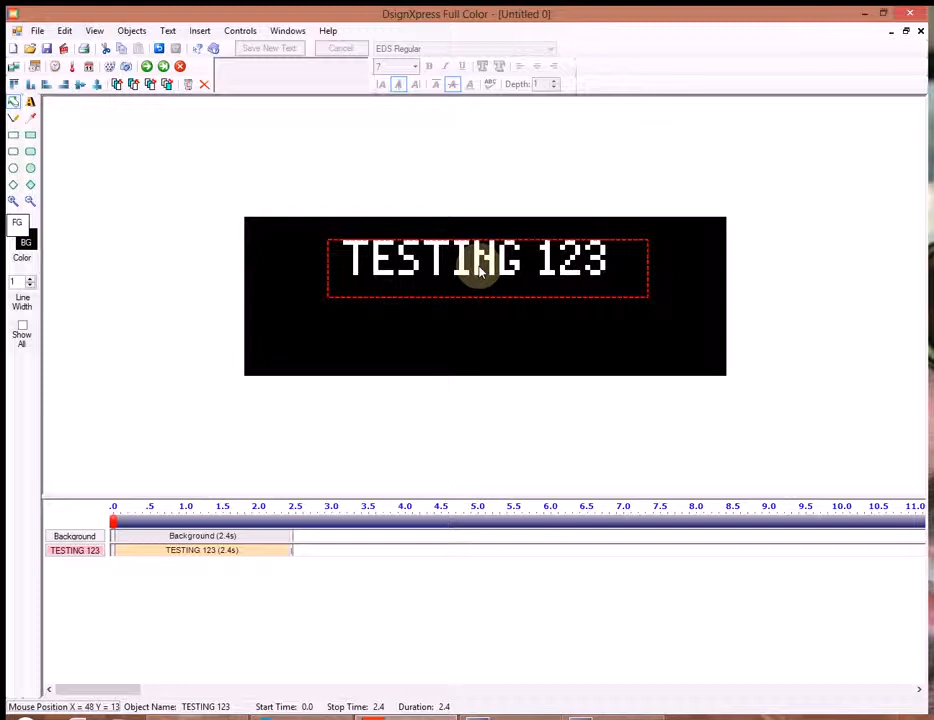 DsignXpress Full Color - [Untitled 0]
File Edit View Objects Text Insert Controls Windows Help
Save New Text Cancel EDS Regular
7 B I U
A A A A A A ABC Depth: 1
A
TESTING 123
FG
BG
Color
1
Line
Width
Show
All
.0 .5 1.0 1.5 2.0 2.5 3.0 3.5 4.0 4.5 5.0 5.5 6.0 6.5 7.0 7.5 8.0 8.5 9.0 9.5 10.0 10.5 11.0
Background Background (2.4s)
TESTING 123 TESTING 123 (2.4s)
Mouse Position X = 48 Y = 13 Object Name: TESTING 123 Start Time: 0.0 Stop Time: 2.4 Duration: 2.4